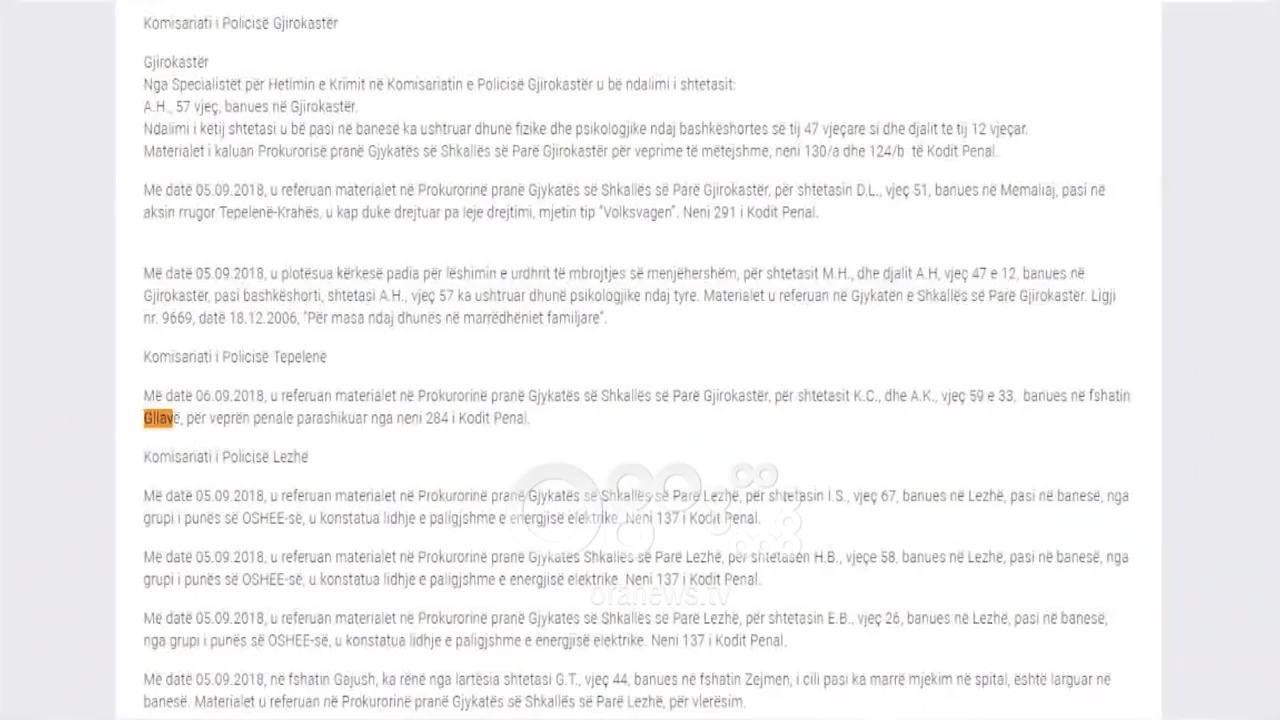 Komisariati i Policisë Gjirokastër
Gjirokastër
Nga Specialistët për Hetimin e Krimit në Komisariatin e Policisë Gjirokastër u bë ndalimi i shtetasit:
A.H., 57 vjeç, banues në Gjirokastër.
Ndalimi i këtij shtetasi u bë pasi në banesë ka ushtruar dhunë fizike dhe psikologjike ndaj bashkëshortes së tij 47 vjeçare si dhe djalit te tij 12 vjeçar.
Materialet i kaluan Prokurorisë pranë Gjykatës së Shkallës së Parë Gjirokastër për veprime të mëtejshme, neni 130/a dhe 124/b të Kodit Penal.
Më datë 05.09.2018, u referuan materialet në Prokurorinë pranë Gjykatës së Shkallës së Parë Gjirokastër, për shtetasin D.L., vjeç 51, banues në Memaliaj, pasi në
aksin rrugor Tepelenë-Krahës, u kap duke drejtuar pa leje drejtimi, mjetin tip "Volksvagen". Neni 291 i Kodit Penal.
Më datë 05.09.2018, u plotësua kërkesë padia për lëshimin e urdhrit të mbrojtjes së menjëhershëm, për shtetasit M.H., dhe djalit A.H, vjeç 47 e 12, banues në
Gjirokastër, pasi bashkëshorti, shtetasi A.H., vjeç 57 ka ushtruar dhunë psikologjike ndaj tyre. Materialet u referuan në Gjykatën e Shkallës së Parë Gjirokastër. Ligji
nr. 9669, datë 18.12.2006, "Për masa ndaj dhunës në marrëdhëniet familjare".
Komisariati i Policisë Tepelenë
Më datë 06.09.2018, u referuan materialet në Prokurorinë pranë Gjykatës së Shkallës së Parë Gjirokastër, për shtetasit K.C., dhe A.K., vjeç 59 e 33, banues në fshatin
Gllavë, për veprën penale parashikuar nga neni 284 i Kodit Penal.
Komisariati i Policisë Lezhë
Më datë 05.09.2018, u referuan materialet në Prokurorinë pranë Gjykatës së Shkallës së Parë Lezhë, për shtetasin I.S., vjeç 67, banues në Lezhë, pasi në banesë, nga
grupi i punës së OSHEE-së, u konstatua lidhje e paligjshme e energjisë elektrike. Neni 137 i Kodit Penal.
Më datë 05.09.2018, u referuan materialet në Prokurorinë pranë Gjykatës Shkallës së Parë Lezhë, për shtetasen H.B., vjeçe 58, banues në Lezhë, pasi në banesë, nga
grupi i punës së OSHEE-së, u konstatua lidhje e paligjshme e energjisë elektrike. Neni 137 i Kodit Penal.
oranews.tv
Më datë 05.09.2018, u referuan materialet në Prokurorinë pranë Gjykatës së Shkallës së Parë Lezhë, për shtetasin E.B., vjeç 26, banues në Lezhë, pasi në banesë,
nga grupi i punës së OSHEE-së, u konstatua lidhje e paligjshme e energjisë elektrike. Neni 137 i Kodit Penal.
Më datë 05.09.2018, në fshatin Gajush, ka rënë nga lartësia shtetasi G.T., vjeç 44, banues në fshatin Zejmen, i cili pasi ka marrë mjekim në spital, është larguar në
banesë. Materialet u referuan në Prokurorinë pranë Gjykatës së Shkallës së Parë Lezhë, për vlerësim.